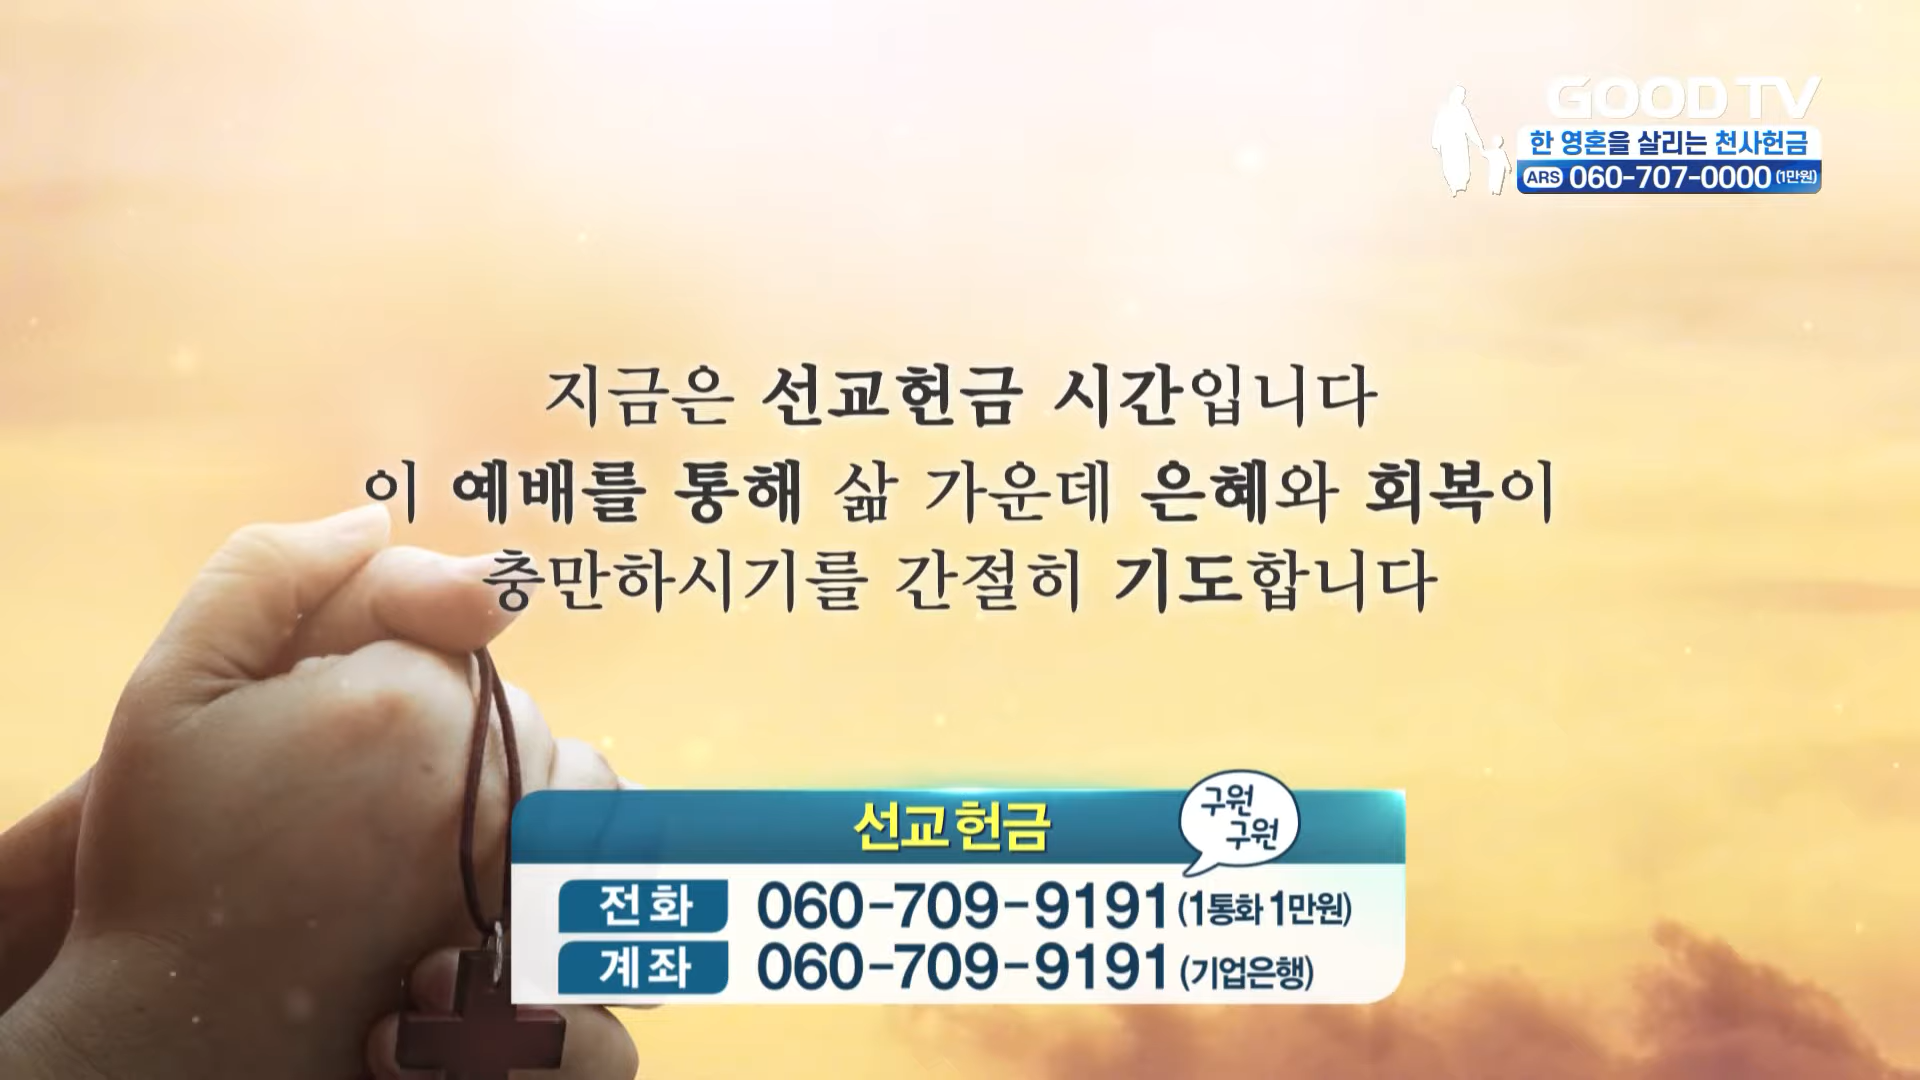 GOODTV
한 영혼을 살리는 천사헌금
ARS 060-707-0000 (1만원)
지금은 선교헌금 시간입니다
이 예배를 통해 삶 가운데 은혜와 회복이
충만하시기를 간절히 기도합니다
선교헌금
구원
구원
전화 060-709-9191 (1통화 1만원)
계좌 060-709-9191 (기업은행)